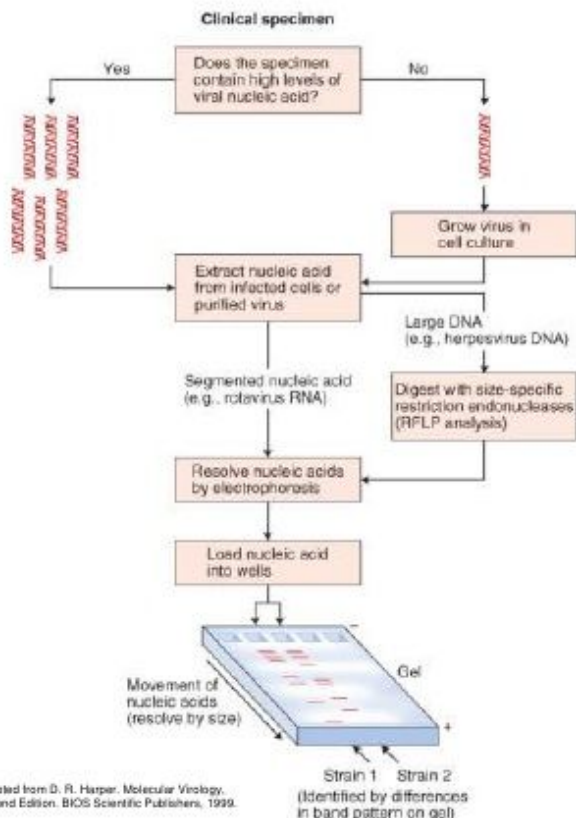 Clinical specimen
Does the specimen
contain high levels of
viral nucleic acid?
Yes
No
Grow virus in
cell culture
Extract nucleic acid
from infected cells or
purified virus
Large DNA
(e.g., herpesvirus DNA)
Segmented nucleic acid
(e.g., rotavirus RNA)
Digest with size-specific
restriction endonucleases
(RFLP analysis)
Resolve nucleic acids
by electrophoresis
Load nucleic acid
into wells
−
Gel
Movement of
nucleic acids
(resolve by size)
+
Strain 1
Strain 2
(Identified by differences
in band pattern on gel)
from D. R. Harper. Molecular Virology.
Edition. BIOS Scientific Publishers, 1999.